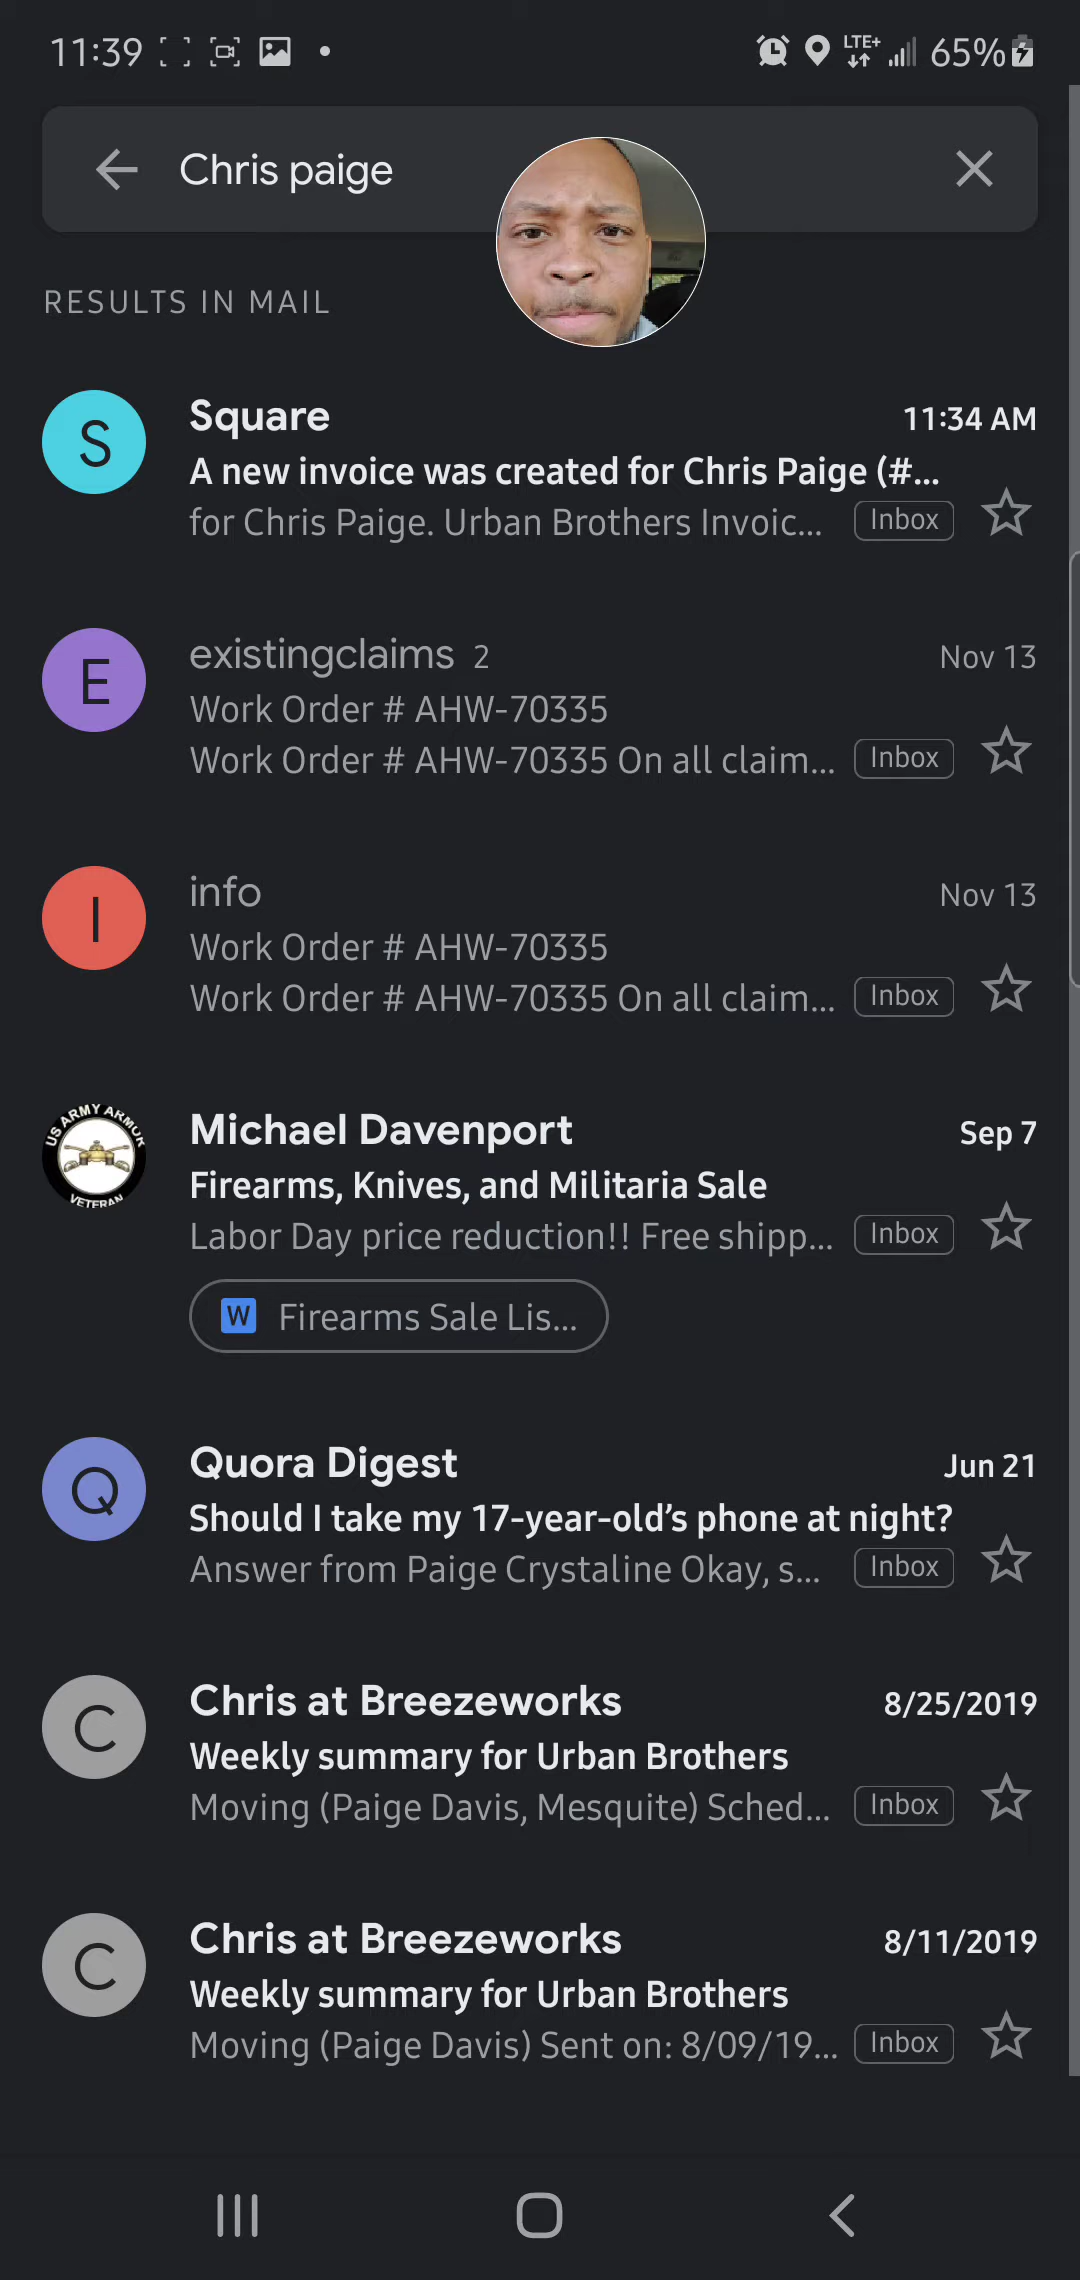 11:39
LTE+ 65%
Chris paige
RESULTS IN MAIL
S
Square 11:34 AM
A new invoice was created for Chris Paige (#...
for Chris Paige. Urban Brothers Invoic... Inbox
E
existingclaims 2 Nov 13
Work Order # AHW-70335
Work Order # AHW-70335 On all claim... Inbox
I
info Nov 13
Work Order # AHW-70335
Work Order # AHW-70335 On all claim... Inbox
US ARMY ARMOR
VETERAN
Michael Davenport Sep 7
Firearms, Knives, and Militaria Sale
Labor Day price reduction!! Free shipp... Inbox
W Firearms Sale Lis...
Q
Quora Digest Jun 21
Should I take my 17-year-old’s phone at night?
Answer from Paige Crystaline Okay, s... Inbox
C
Chris at Breezeworks 8/25/2019
Weekly summary for Urban Brothers
Moving (Paige Davis, Mesquite) Sched... Inbox
C
Chris at Breezeworks 8/11/2019
Weekly summary for Urban Brothers
Moving (Paige Davis) Sent on: 8/09/19... Inbox